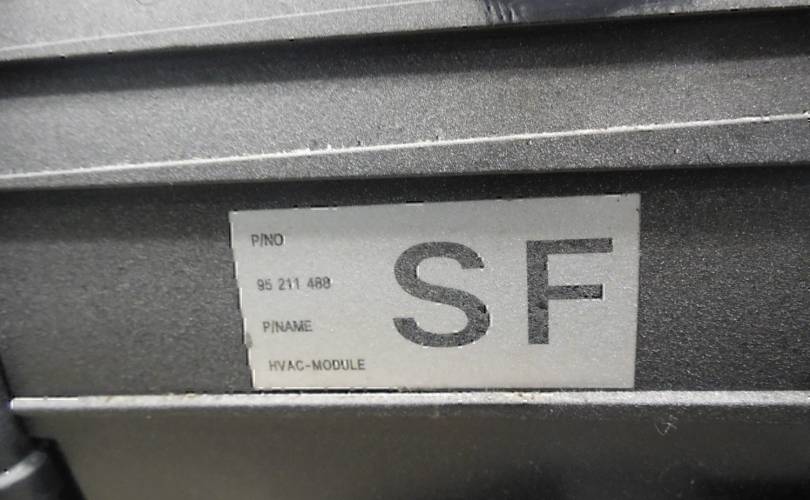 P/NO
95 211 488
P/NAME
HVAC-MODULE
SF